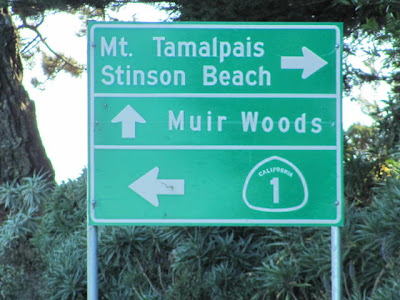 Mt. Tamalpais
Stinson Beach
Muir Woods
CALIFORNIA
1